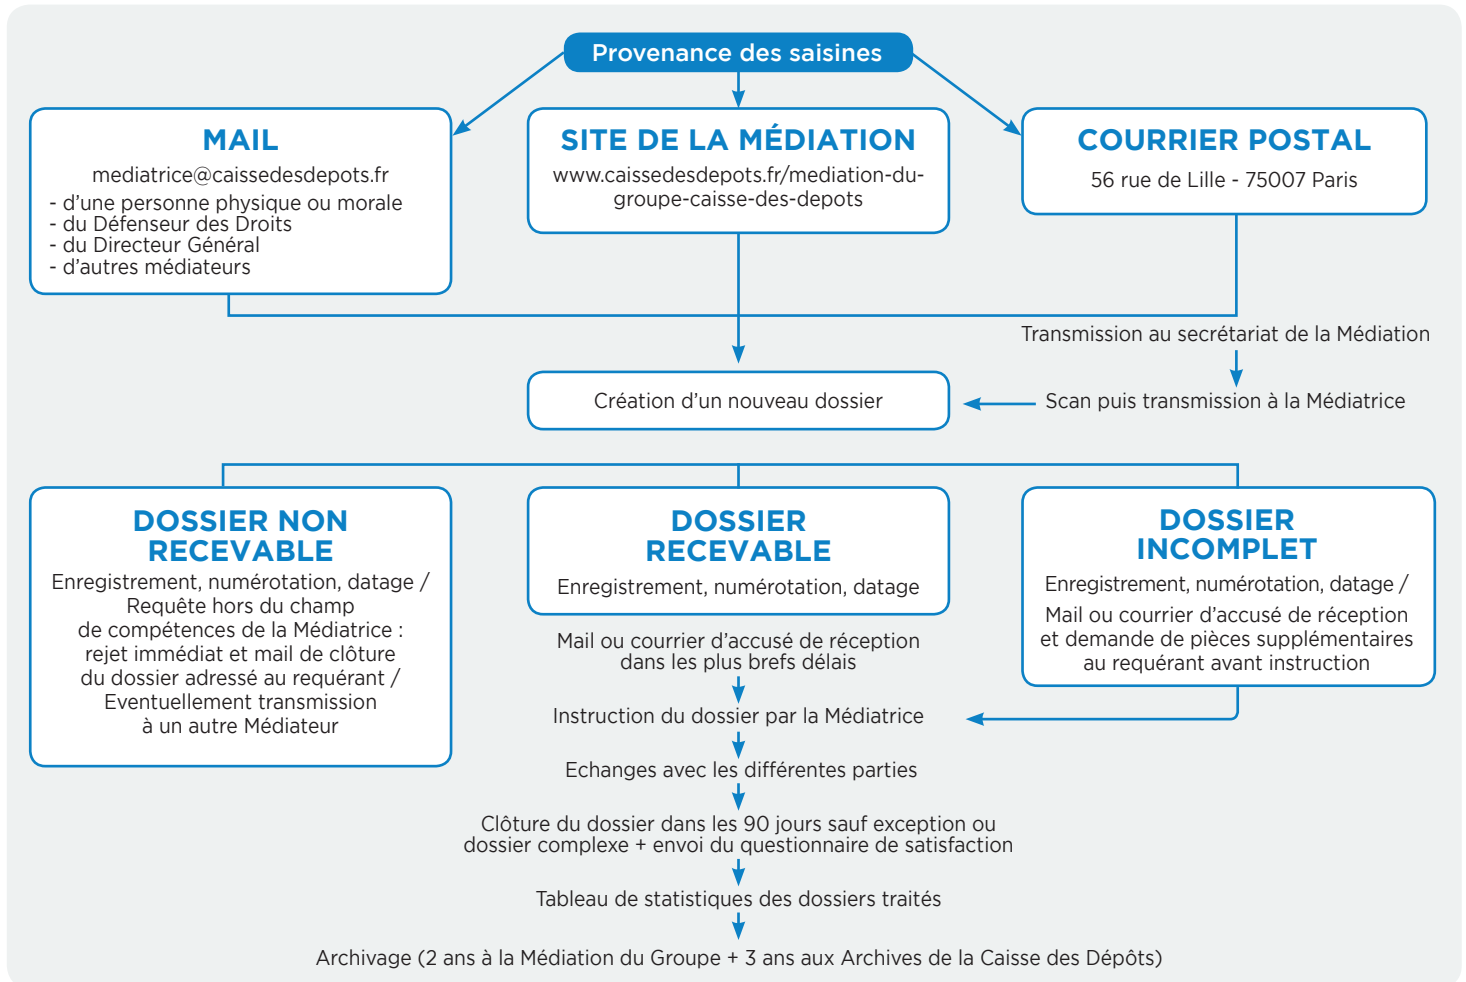 Provenance des saisines
MAIL
mediatrice@caissedesdepots.fr
- d'une personne physique ou morale
- du Défenseur des Droits
- du Directeur Général
- d'autres médiateurs
SITE DE LA MÉDIATION
www.caissedesdepots.fr/mediation-du-
groupe-caisse-des-depots
COURRIER POSTAL
56 rue de Lille - 75007 Paris
Transmission au secrétariat de la Médiation
Scan puis transmission à la Médiatrice
Création d'un nouveau dossier
DOSSIER NON
RECEVABLE
Enregistrement, numérotation, datage /
Requête hors du champ
de compétences de la Médiatrice :
rejet immédiat et mail de clôture
du dossier adressé au requérant /
Eventuellement transmission
à un autre Médiateur
DOSSIER
RECEVABLE
Enregistrement, numérotation, datage
DOSSIER
INCOMPLET
Enregistrement, numérotation, datage /
Mail ou courrier d'accusé de réception
et demande de pièces supplémentaires
au requérant avant instruction
Mail ou courrier d'accusé de réception
dans les plus brefs délais
Instruction du dossier par la Médiatrice
Echanges avec les différentes parties
Clôture du dossier dans les 90 jours sauf exception ou
dossier complexe + envoi du questionnaire de satisfaction
Tableau de statistiques des dossiers traités
Archivage (2 ans à la Médiation du Groupe + 3 ans aux Archives de la Caisse des Dépôts)